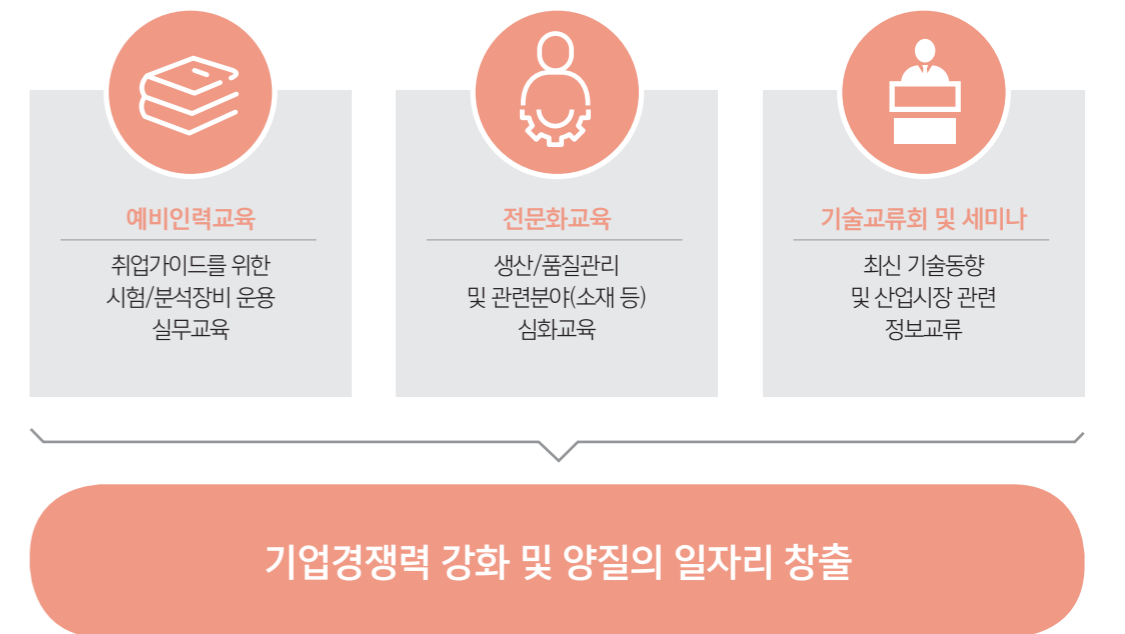 예비인력교육
취업가이드를 위한
시험/분석장비 운용
실무교육
전문화교육
생산/품질관리
및 관련분야(소재 등)
심화교육
기술교류회 및 세미나
최신 기술동향
및 산업시장 관련
정보교류
기업경쟁력 강화 및 양질의 일자리 창출